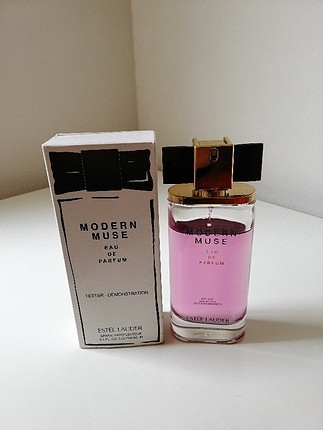 MODERN
MUSE
EAU
DE
PARFUM
TESTER - DEMONSTRATION
ESTĒE LAUDER
MODERN
MUSE
EAU
DE
PARFUM
ESTĒE LAUDER